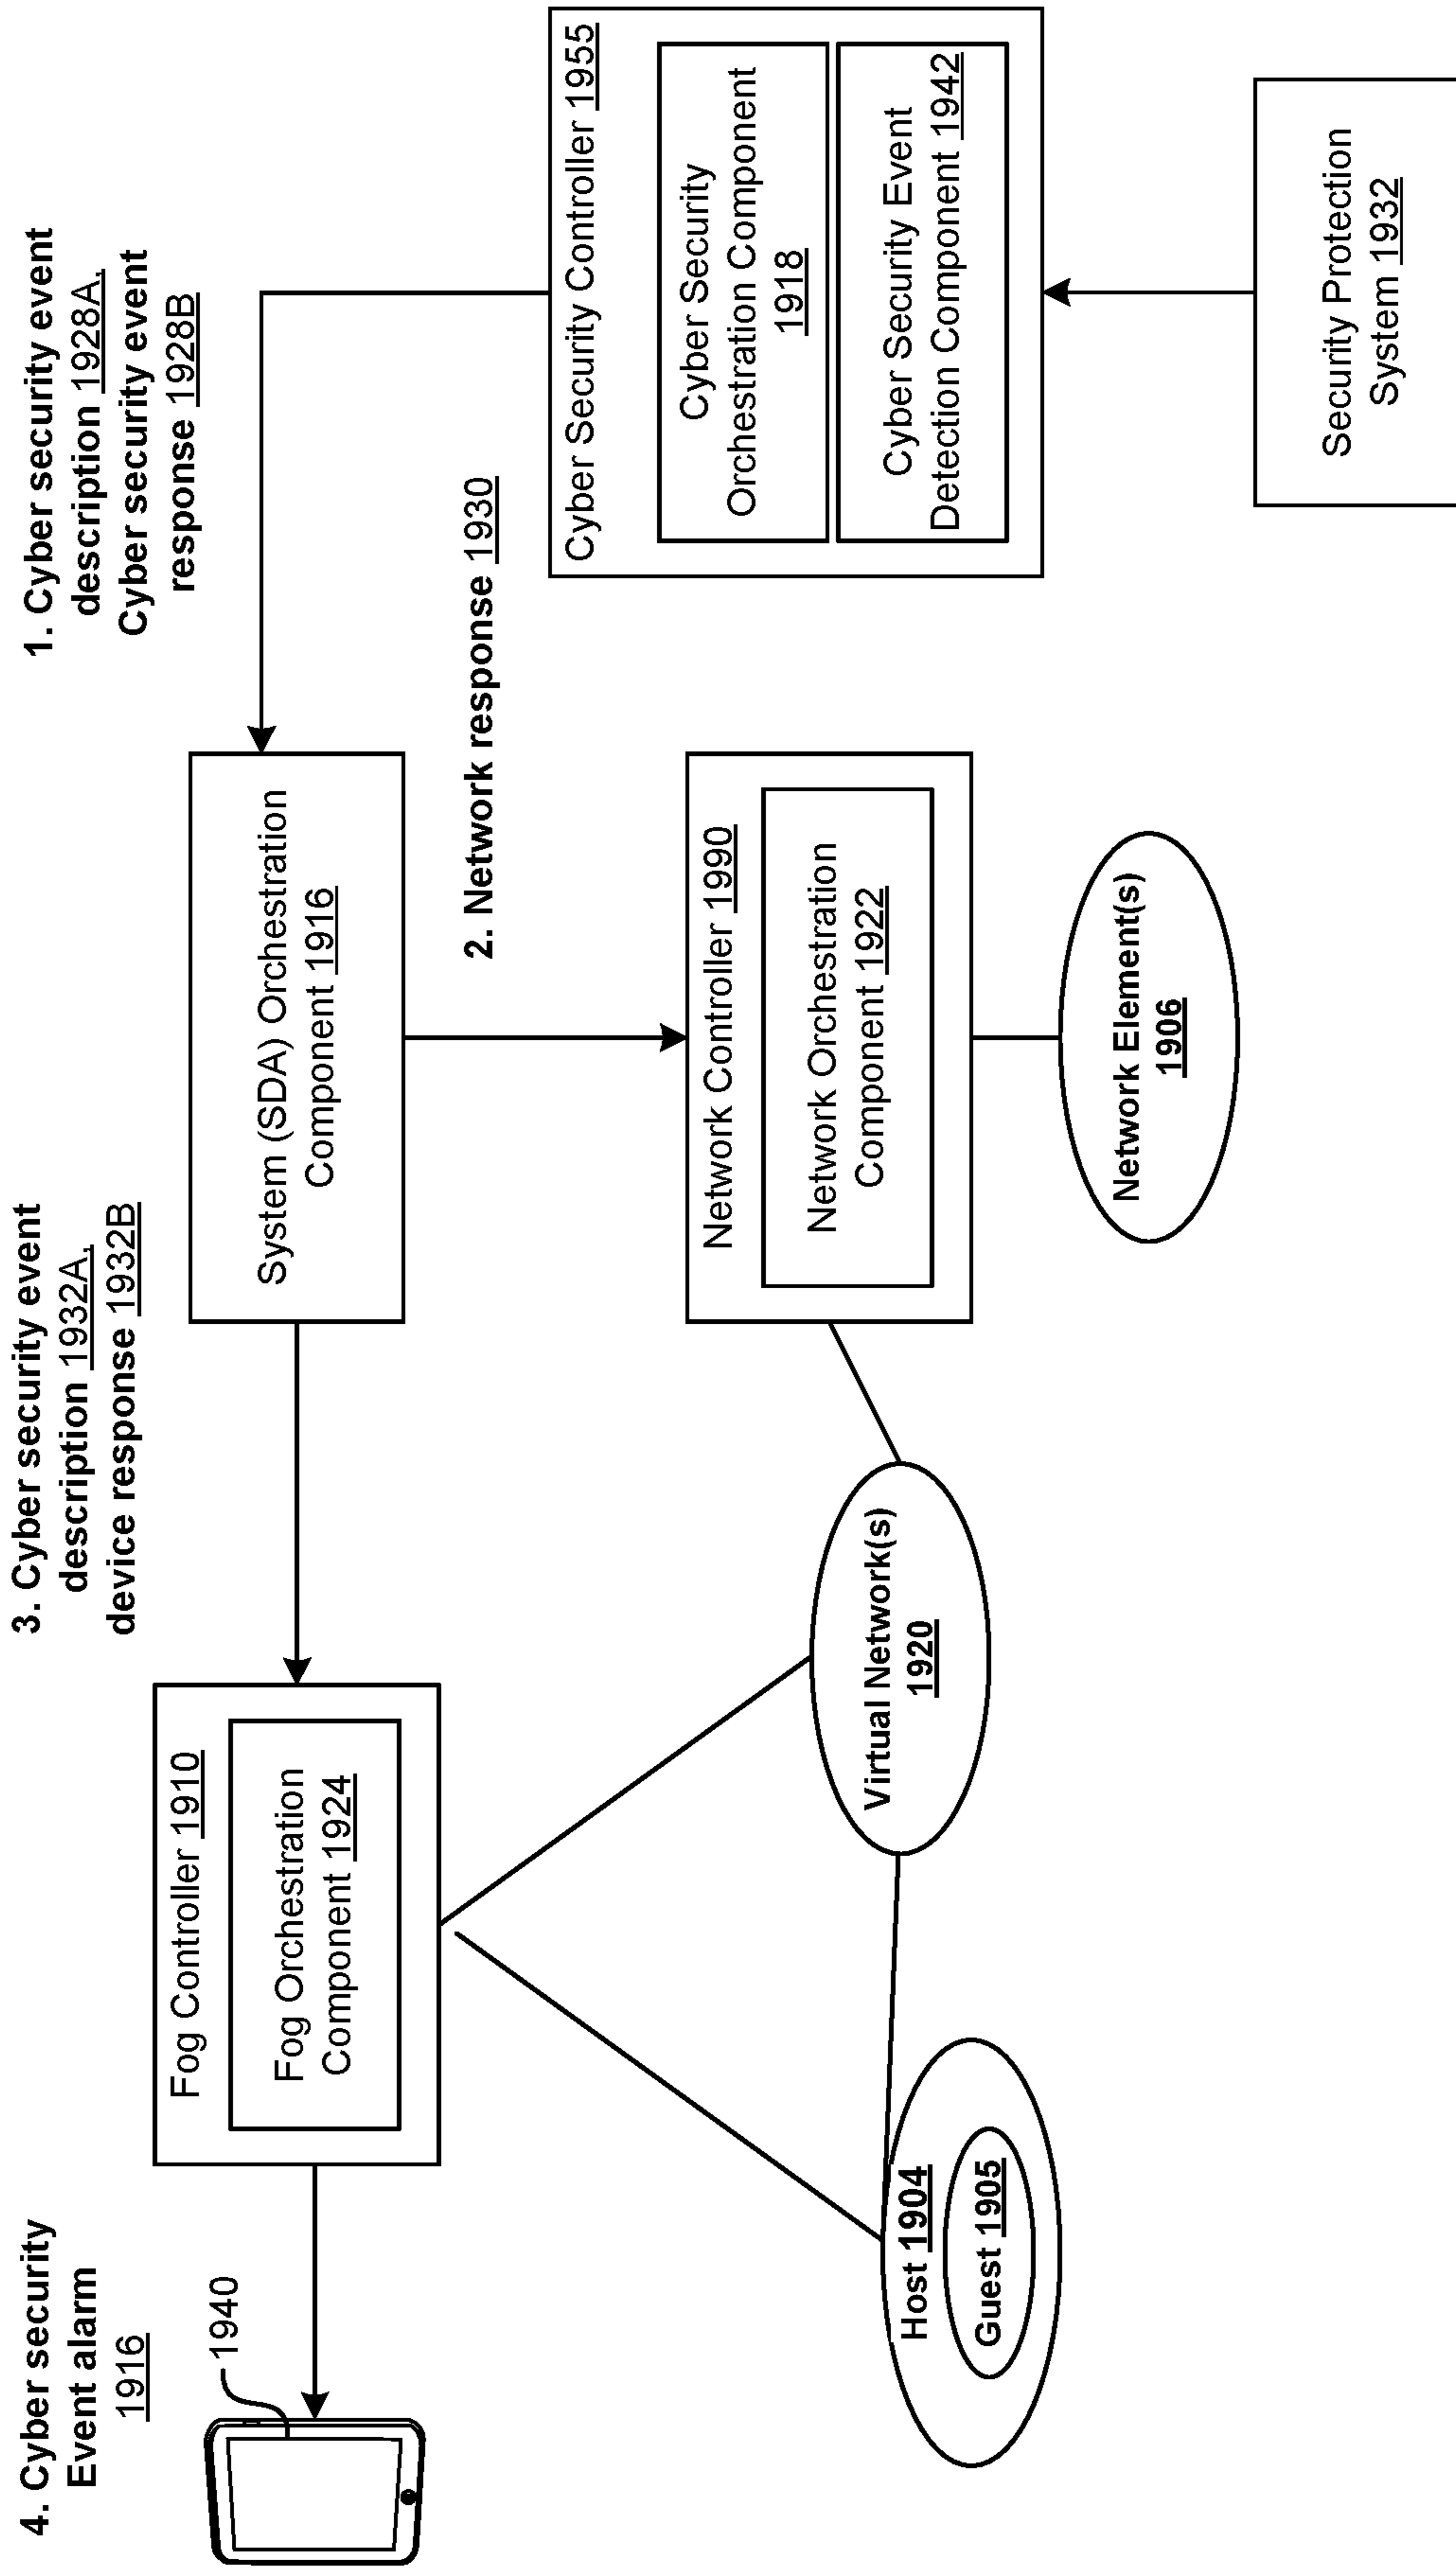 4. Cyber security
Event alarm
1916
1940
3. Cyber security event
description 1932A,
device response 1932B
1. Cyber security event
description 1928A,
Cyber security event
response 1928B
Fog Controller 1910
Fog Orchestration
Component 1924
System (SDA) Orchestration
Component 1916
2. Network response 1930
Cyber Security Controller 1955
Cyber Security
Orchestration Component
1918
Cyber Security Event
Detection Component 1942
Network Controller 1990
Network Orchestration
Component 1922
Host 1904
Guest 1905
Virtual Network(s)
1920
Network Element(s)
1906
Security Protection
System 1932